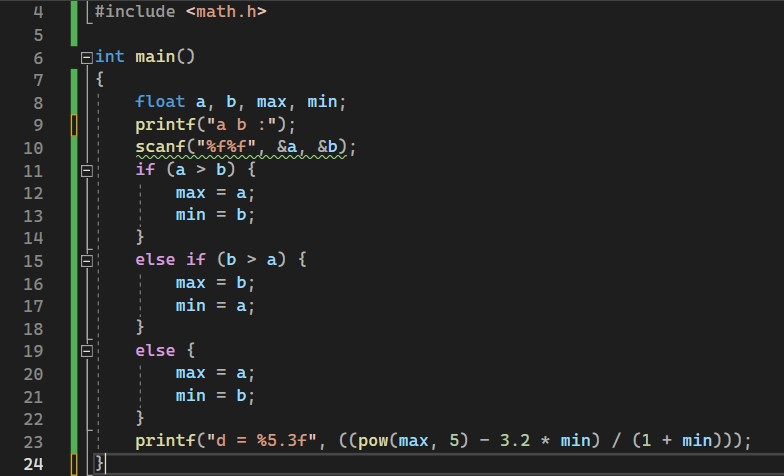 4 #include <math.h>
5
6 int main()
7 {
8 float a, b, max, min;
9 printf("a b :");
10 scanf("%f%f", &a, &b);
11 if (a > b) {
12 max = a;
13 min = b;
14 }
15 else if (b > a) {
16 max = b;
17 min = a;
18 }
19 else {
20 max = a;
21 min = b;
22 }
23 printf("d = %5.3f", ((pow(max, 5) - 3.2 * min) / (1 + min)));
24 }